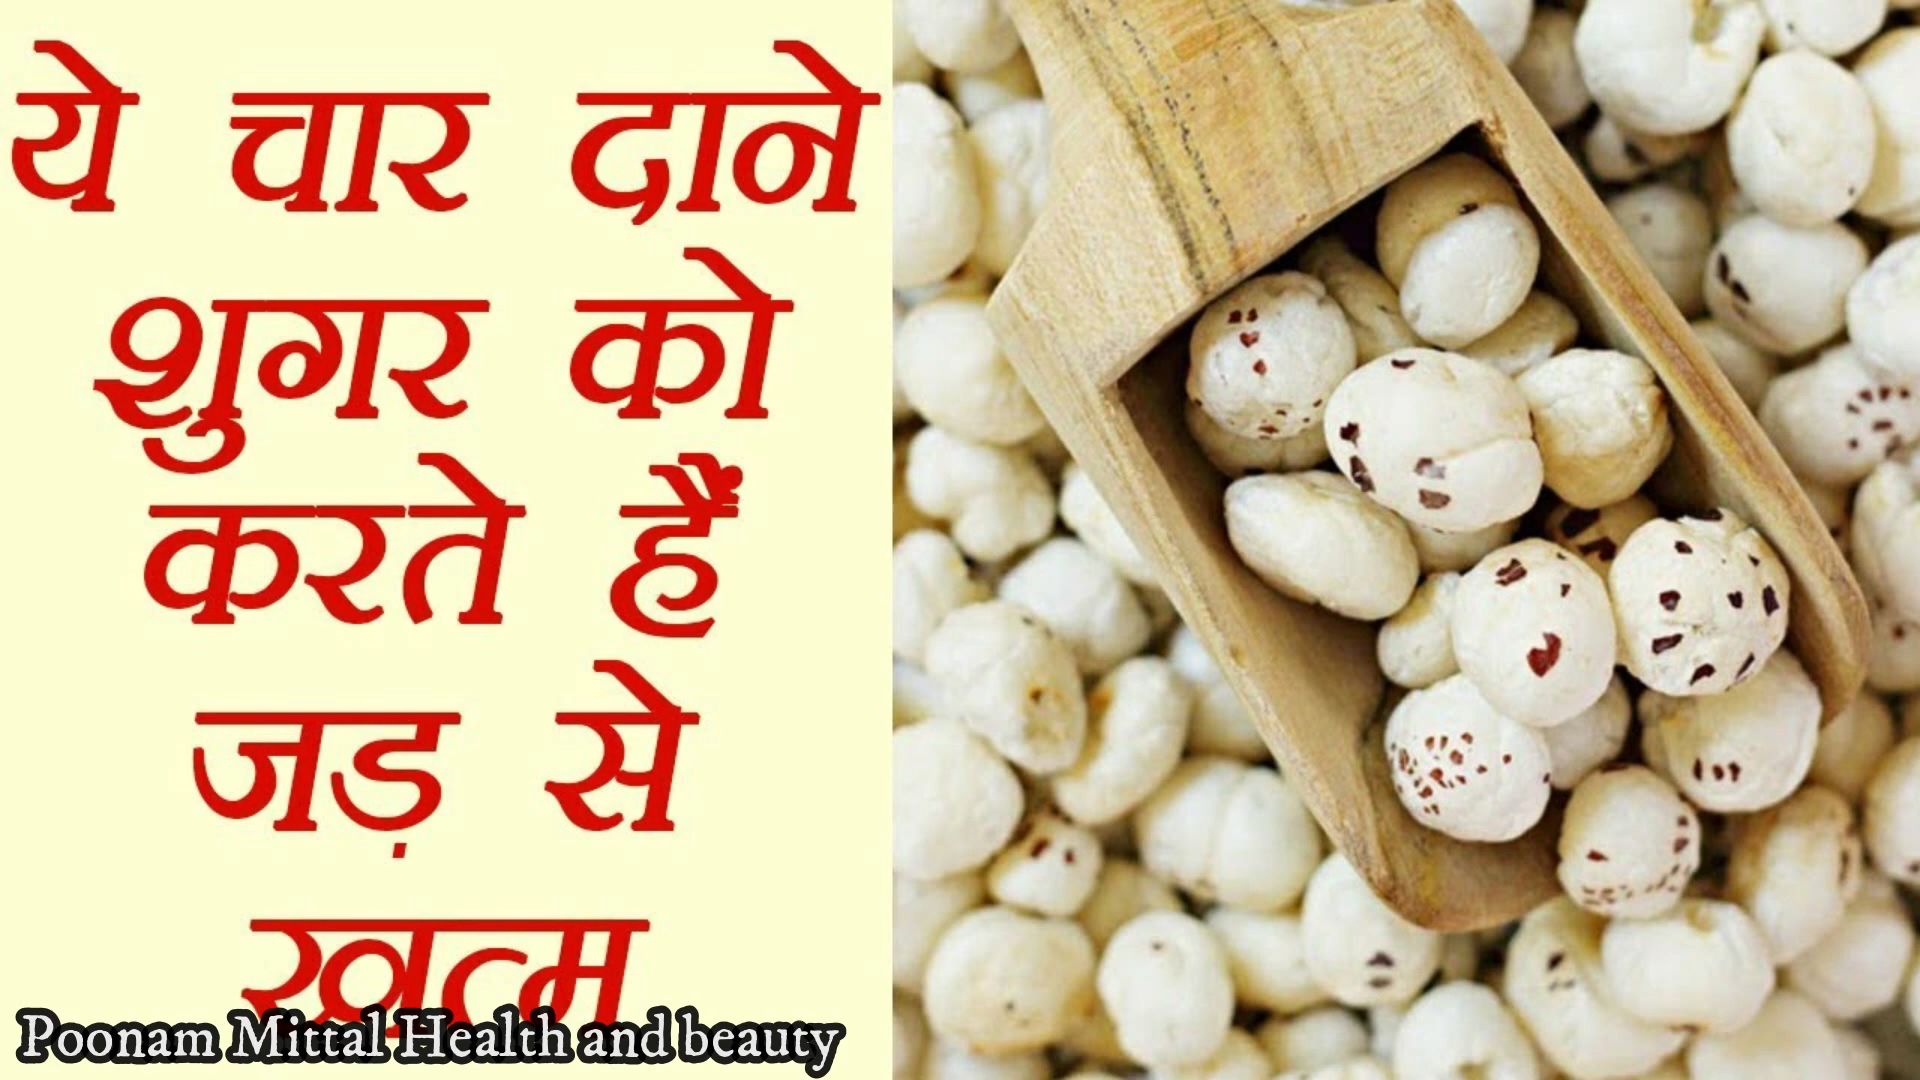 ये चार दाने
शुगर को
करते हैं
जड़ से
खत्म
Poonam Mittal Health and beauty